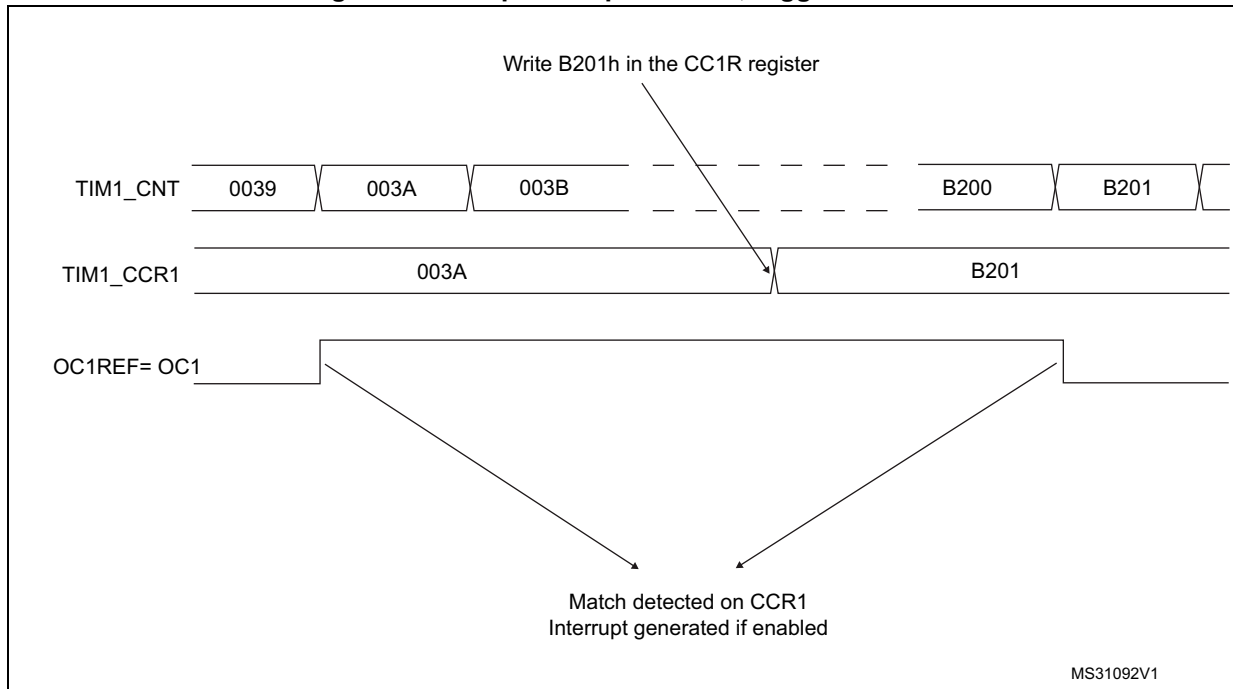 Write B201h in the CC1R register
TIM1_CNT 0039 003A 003B B200 B201
TIM1_CCR1 003A B201
OC1REF= OC1
Match detected on CCR1
Interrupt generated if enabled
MS31092V1